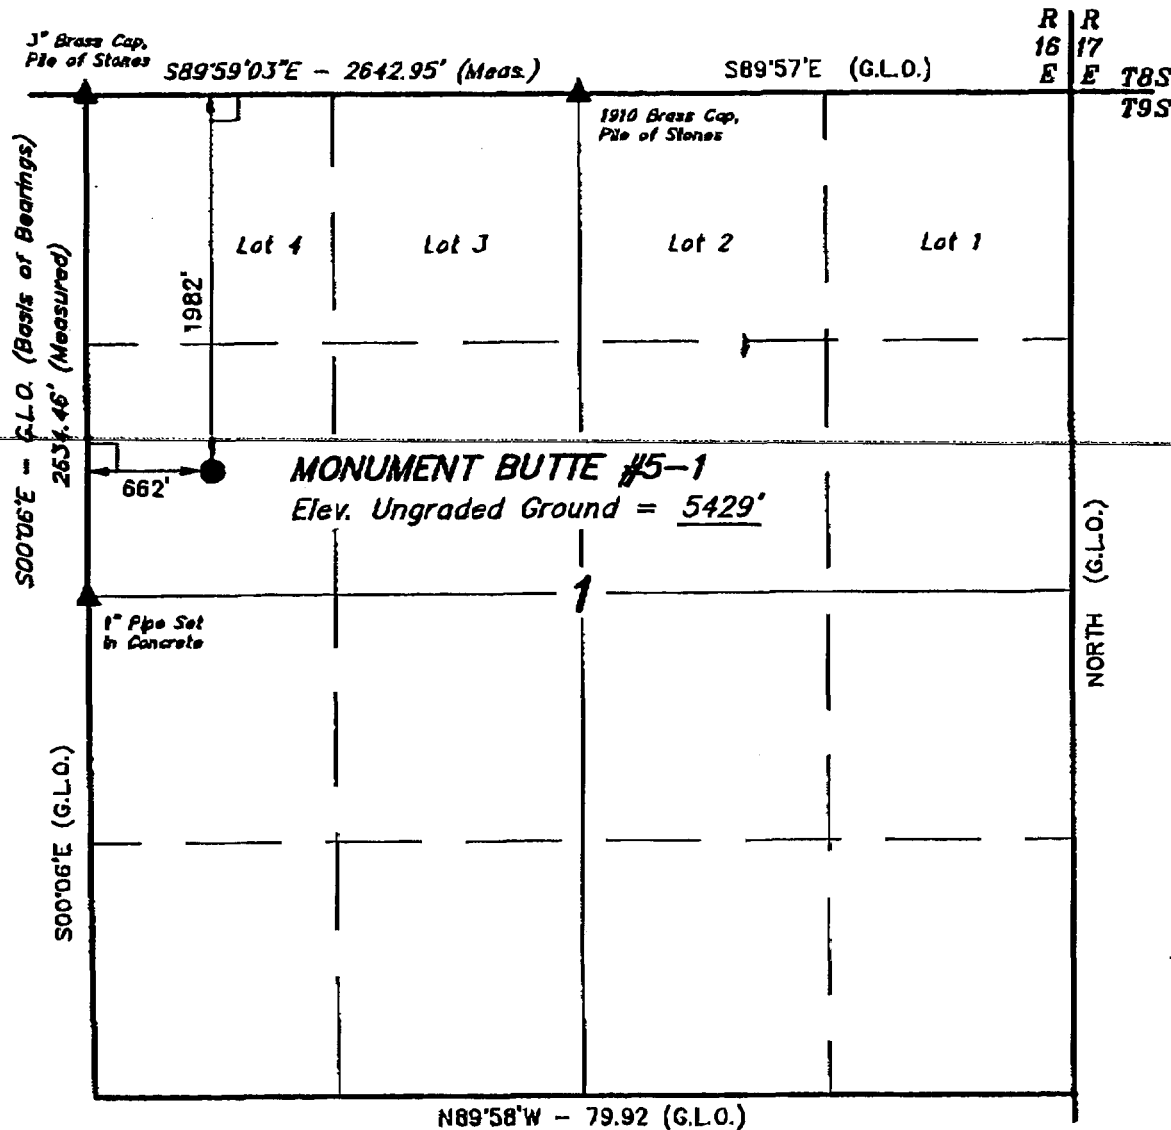 R R
16 17
E E T8S
T9S
3" Brass Cap,
Pile of Stones
S89°59'03"E - 2642.95' (Meas.)
S89°57'E (G.L.O.)
1910 Brass Cap,
Pile of Stones
S00°06'E - G.L.O. (Basis of Bearings)
2634.46' (Measured)
Lot 4
Lot 3
Lot 2
Lot 1
1982'
662'
MONUMENT BUTTE #5-1
Elev. Ungraded Ground = 5429'
1
1" Pipe Set
In Concrete
NORTH (G.L.O.)
S00°06'E (G.L.O.)
N89°58'W - 79.92 (G.L.O.)